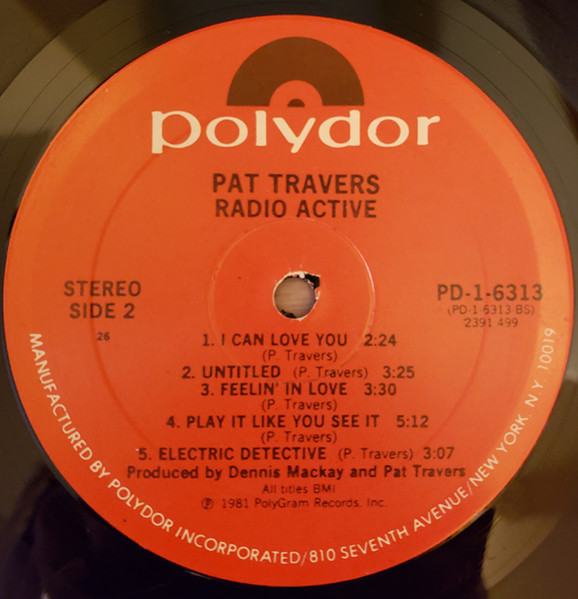 polydor
PAT TRAVERS
RADIO ACTIVE
STEREO
SIDE 2
26
PD-1-6313
(PD-1-6313 BS)
2391 499
1. I CAN LOVE YOU 2:24
(P. Travers)
2. UNTITLED (P. Travers) 3:25
3. FEELIN' IN LOVE 3:30
(P. Travers)
4. PLAY IT LIKE YOU SEE IT 5:12
(P. Travers)
5. ELECTRIC DETECTIVE (P. Travers) 3:07
Produced by Dennis Mackay and Pat Travers
All titles BMI
℗ 1981 PolyGram Records, Inc.
MANUFACTURED BY POLYDOR INCORPORATED/810 SEVENTH AVENUE/NEW YORK. N.Y. 10019